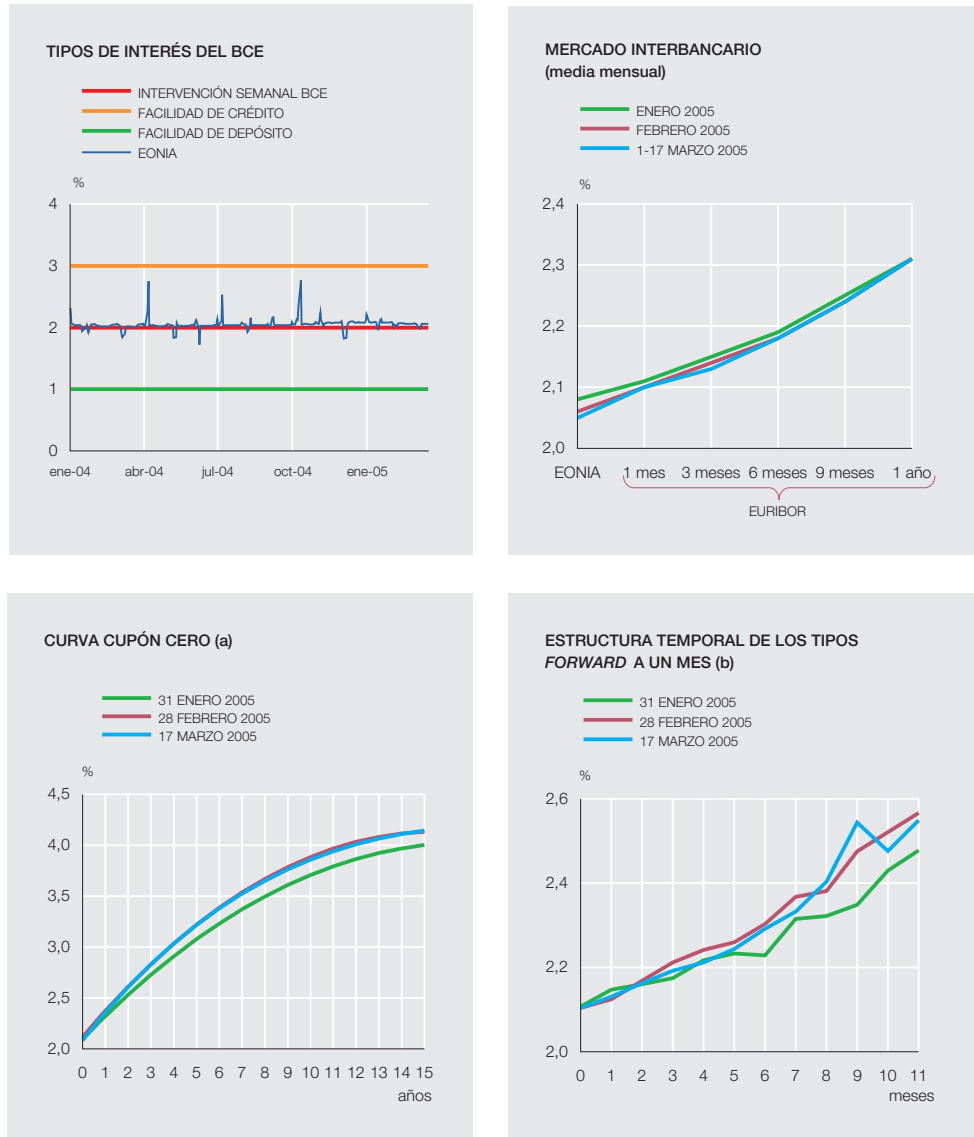 TIPOS DE INTERÉS DEL BCE
INTERVENCIÓN SEMANAL BCE
FACILIDAD DE CRÉDITO
FACILIDAD DE DEPÓSITO
EONIA
%
4
3
2
1
0
ene-04 abr-04 jul-04 oct-04 ene-05
MERCADO INTERBANCARIO
(media mensual)
ENERO 2005
FEBRERO 2005
1-17 MARZO 2005
%
2,4
2,3
2,2
2,1
2,0
EONIA 1 mes 3 meses 6 meses 9 meses 1 año
EURIBOR
CURVA CUPÓN CERO (a)
31 ENERO 2005
28 FEBRERO 2005
17 MARZO 2005
%
4,5
4,0
3,5
3,0
2,5
2,0
0 1 2 3 4 5 6 7 8 9 10 11 12 13 14 15
años
ESTRUCTURA TEMPORAL DE LOS TIPOS
FORWARD A UN MES (b)
31 ENERO 2005
28 FEBRERO 2005
17 MARZO 2005
%
2,6
2,4
2,2
2,0
0 1 2 3 4 5 6 7 8 9 10 11
meses